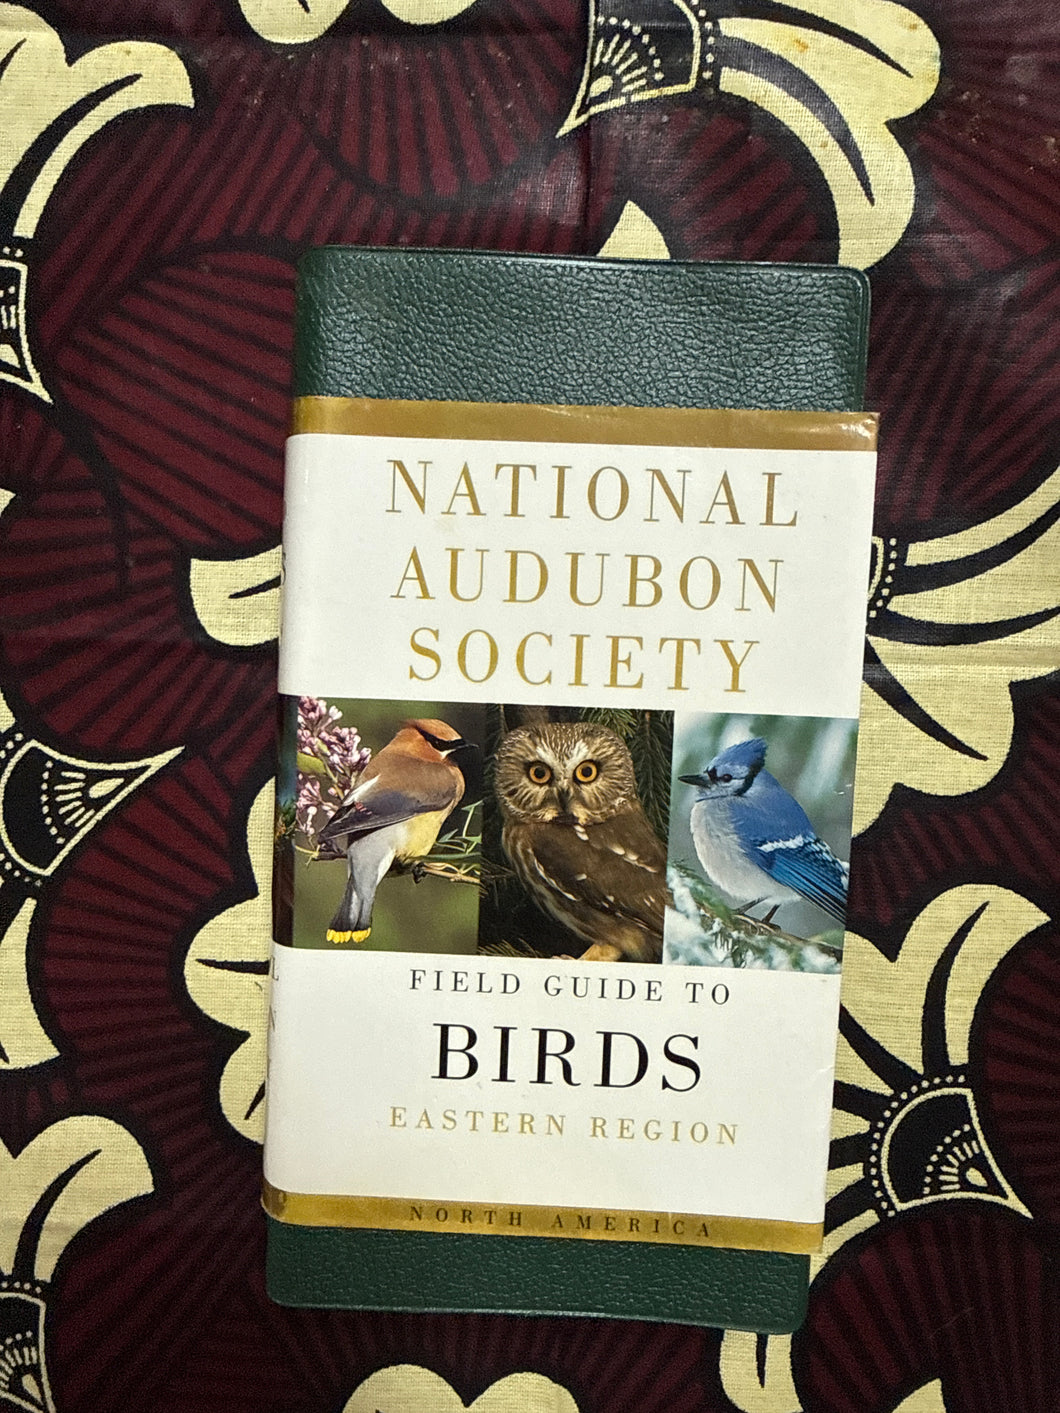 NATIONAL
AUDUBON
SOCIETY
FIELD GUIDE TO
BIRDS
EASTERN REGION
NORTH AMERICA